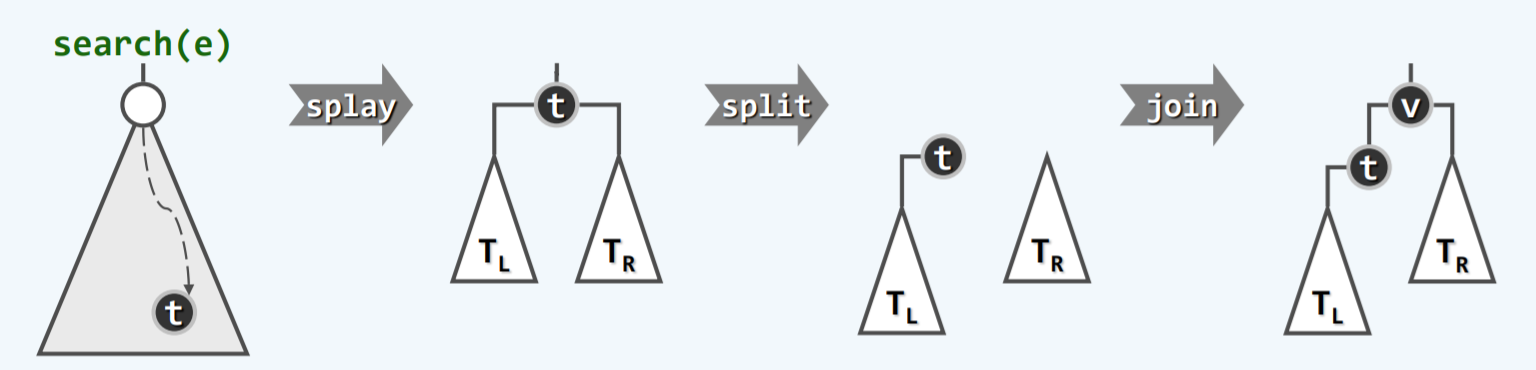 search(e)
splay
split
join
t
t
v
t
t
T_L
T_R
T_L
T_R
T_L
T_R